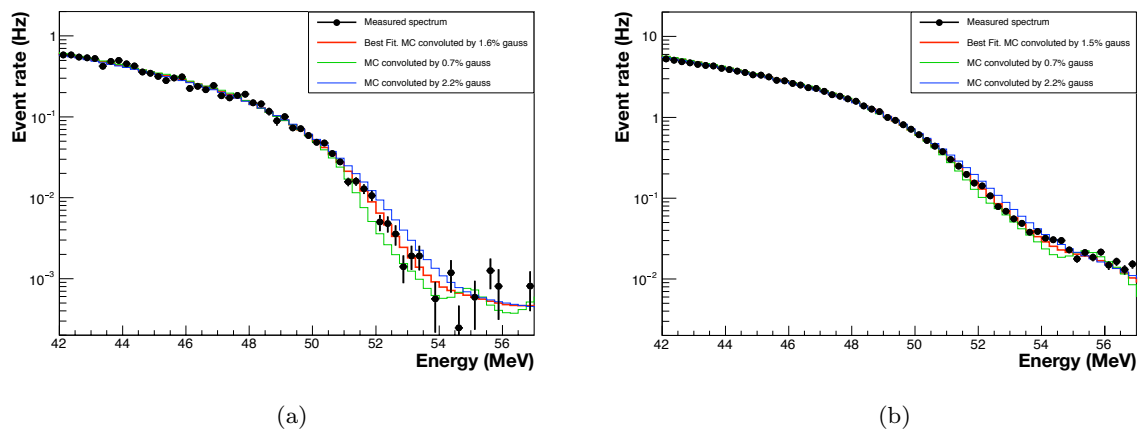 Event rate (Hz)
Measured spectrum
Best Fit. MC convoluted by 1.6% gauss
MC convoluted by 0.7% gauss
MC convoluted by 2.2% gauss
1
10⁻¹
10⁻²
10⁻³
42 44 46 48 50 52 54 56
Energy (MeV)
(a)
Event rate (Hz)
Measured spectrum
Best Fit. MC convoluted by 1.5% gauss
MC convoluted by 0.7% gauss
MC convoluted by 2.2% gauss
10
1
10⁻¹
10⁻²
42 44 46 48 50 52 54 56
Energy (MeV)
(b)